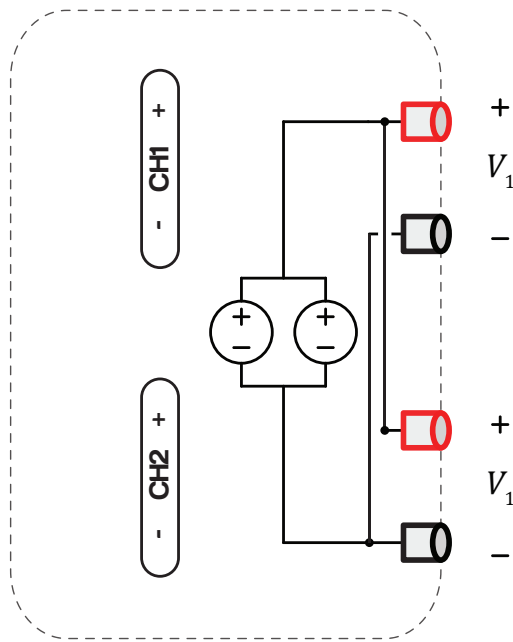 - CH1 +
+
V₁
–
+ +
– –
- CH2 +
+
V₁
–